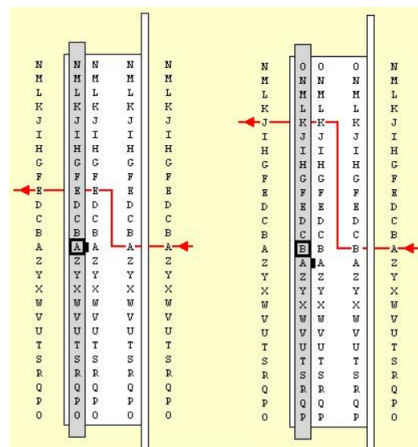 N N N N N N O O O N
M M M M M M N N N M
L L L L L L M M M L
K K K K K K L L L K
J J J J J J K K K J
I I I I I I J J J I
H H H H H H I I I H
G G G G G G H H H G
F F F F F F G G G F
E E E E E E F F F E
D D D D D D E E E D
C C C C C C D D D C
B B B B B B C C C B
A A A A A A B B B A
Z Z Z Z Z Z A A A Z
Y Y Y Y Y Y Z Z Z Y
X X X X X X Y Y Y X
W W W W W W X X X W
V V V V V V W W W V
U U U U U U V V V U
T T T T T T U U U T
S S S S S S T T T S
R R R R R R S S S R
Q Q Q Q Q Q R R R Q
P P P P P P Q Q Q P
O O O O O O P P P O